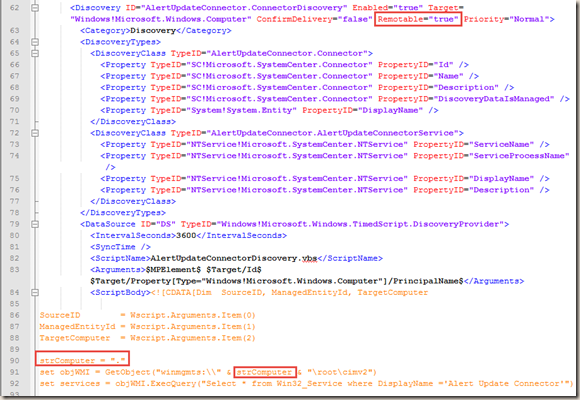 62 <Discovery ID="AlertUpdateConnector.ConnectorDiscovery" Enabled="true" Target=
"Windows!Microsoft.Windows.Computer" ConfirmDelivery="false" Remotable="true" Priority="Normal">
63 <Category>Discovery</Category>
64 <DiscoveryTypes>
65 <DiscoveryClass TypeID="AlertUpdateConnector.Connector">
66 <Property TypeID="SC!Microsoft.SystemCenter.Connector" PropertyID="Id" />
67 <Property TypeID="SC!Microsoft.SystemCenter.Connector" PropertyID="Name" />
68 <Property TypeID="SC!Microsoft.SystemCenter.Connector" PropertyID="Description" />
69 <Property TypeID="SC!Microsoft.SystemCenter.Connector" PropertyID="DiscoveryDataIsManaged" />
70 <Property TypeID="System!System.Entity" PropertyID="DisplayName" />
71 </DiscoveryClass>
72 <DiscoveryClass TypeID="AlertUpdateConnector.AlertUpdateConnectorService">
73 <Property TypeID="NTService!Microsoft.SystemCenter.NTService" PropertyID="ServiceName" />
74 <Property TypeID="NTService!Microsoft.SystemCenter.NTService" PropertyID="ServiceProcessName"
/>
75 <Property TypeID="NTService!Microsoft.SystemCenter.NTService" PropertyID="DisplayName" />
76 <Property TypeID="NTService!Microsoft.SystemCenter.NTService" PropertyID="Description" />
77 </DiscoveryClass>
78 </DiscoveryTypes>
79 <DataSource ID="DS" TypeID="Windows!Microsoft.Windows.TimedScript.DiscoveryProvider">
80 <IntervalSeconds>3600</IntervalSeconds>
81 <SyncTime />
82 <ScriptName>AlertUpdateConnectorDiscovery.vbs</ScriptName>
83 <Arguments>$MPElement$ $Target/Id$
$Target/Property[Type="Windows!Microsoft.Windows.Computer"]/PrincipalName$</Arguments>
84 <ScriptBody><![CDATA[Dim SourceID, ManagedEntityId, TargetComputer
85
86 SourceID = Wscript.Arguments.Item(0)
87 ManagedEntityId = Wscript.Arguments.Item(1)
88 TargetComputer = Wscript.Arguments.Item(2)
89
90 strComputer = "."
91 set objWMI = GetObject("winmgmts:\\" & strComputer & "\root\cimv2")
92 set services = objWMI.ExecQuery("Select * from Win32_Service where DisplayName ='Alert Update Connector'")